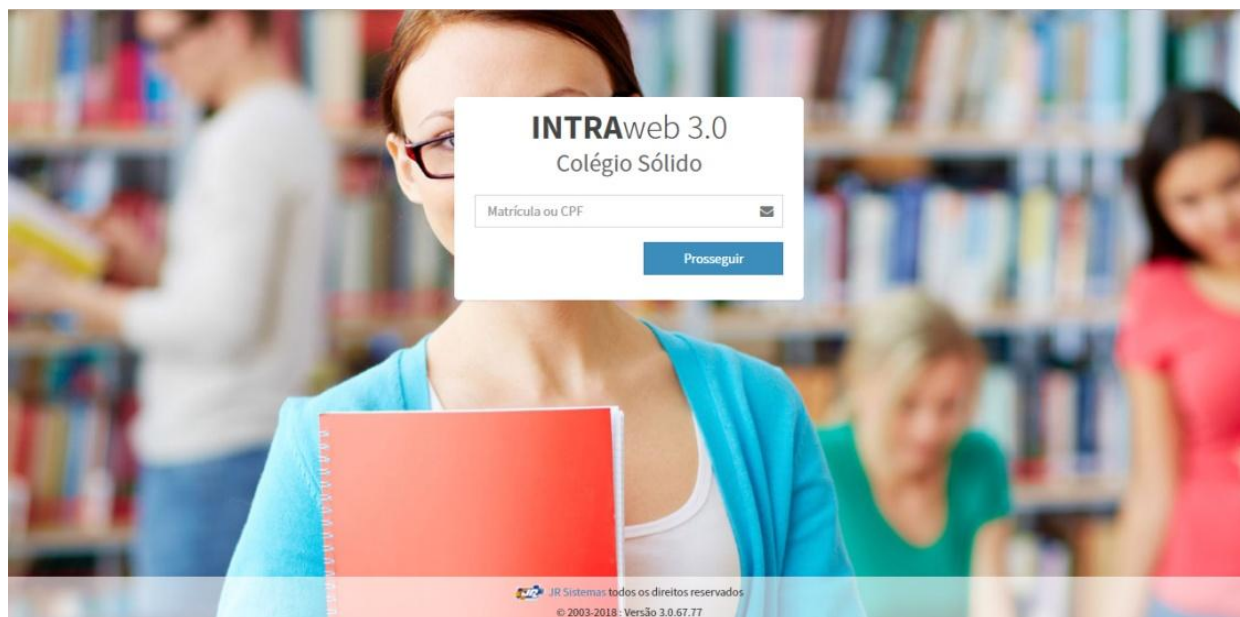 INTRAweb 3.0
Colégio Sólido
Matrícula ou CPF
Prosseguir
JR JR Sistemas todos os direitos reservados
© 2003-2018 : Versão 3.0.67.77